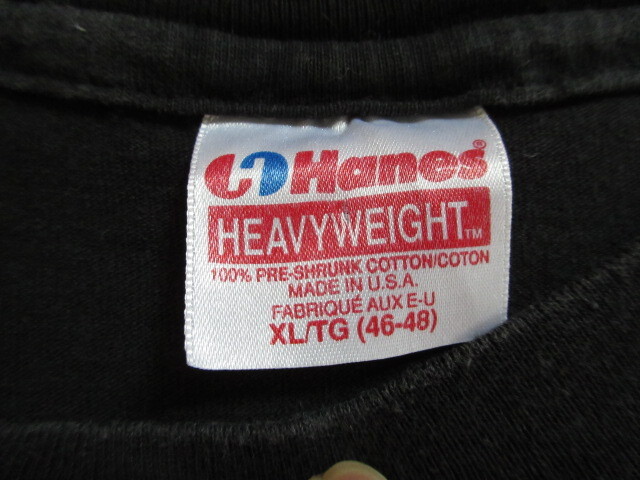 Hanes®
HEAVYWEIGHT™
100% PRE-SHRUNK COTTON/COTON
MADE IN U.S.A.
FABRIQUÉ AUX E-U
XL/TG (46-48)